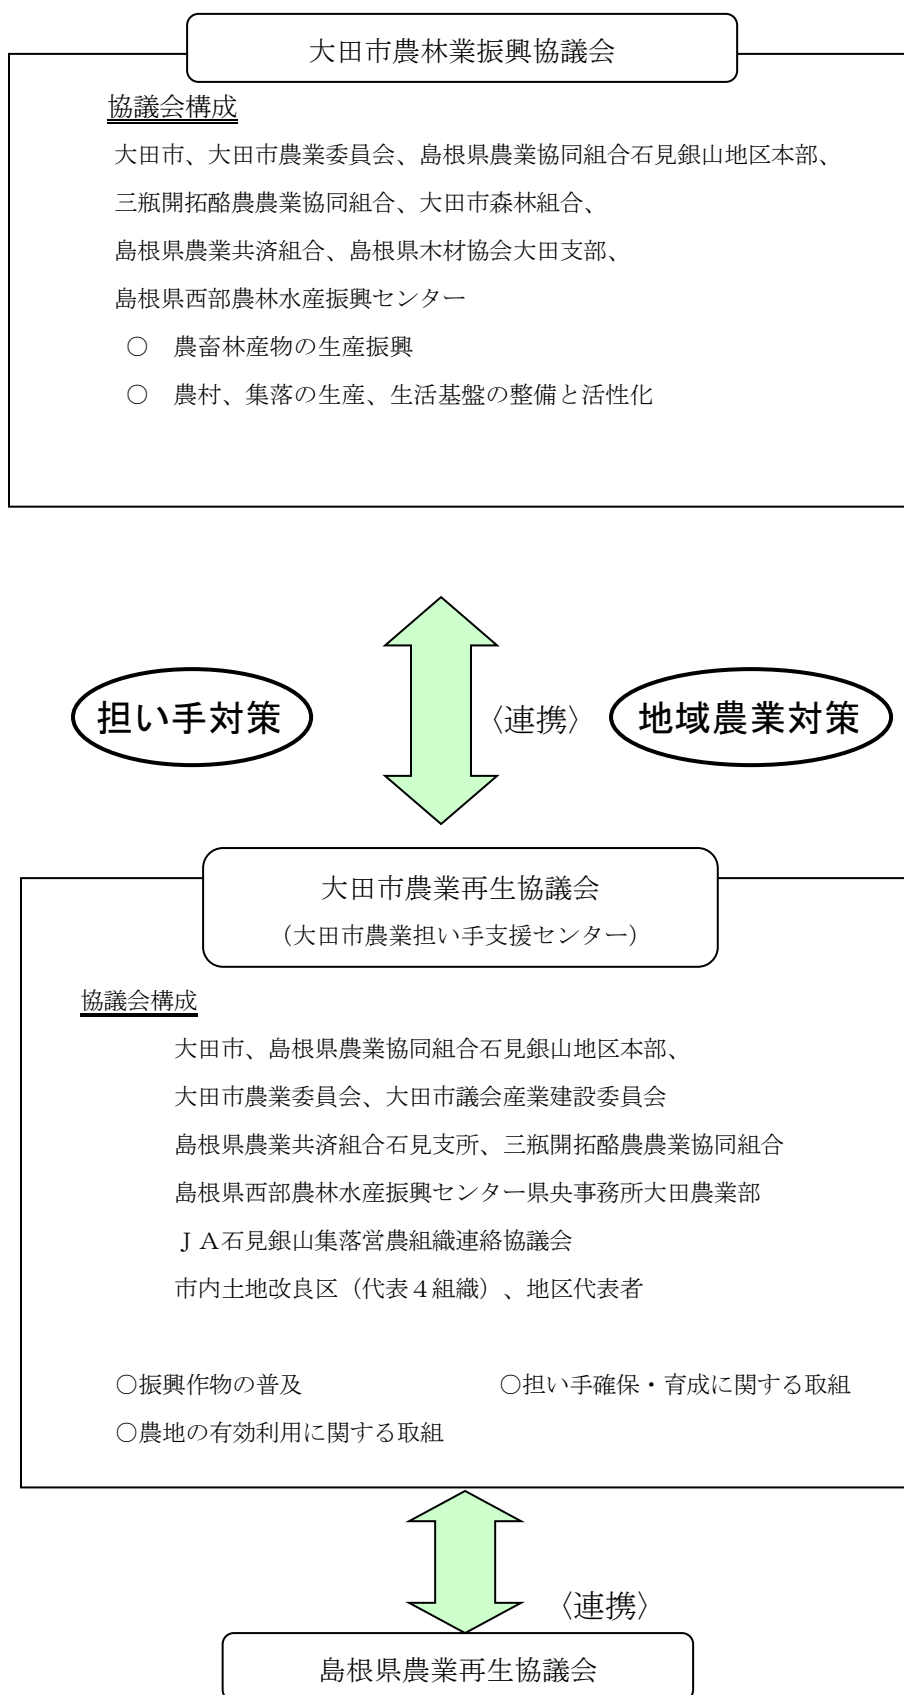 大田市農林業振興協議会
協議会構成
大田市、大田市農業委員会、島根県農業協同組合石見銀山地区本部、
三瓶開拓酪農農業協同組合、大田市森林組合、
島根県農業共済組合、島根県木材協会大田支部、
島根県西部農林水産振興センター
○　農畜林産物の生産振興
○　農村、集落の生産、生活基盤の整備と活性化
担い手対策
〈連携〉
地域農業対策
大田市農業再生協議会
（大田市農業担い手支援センター）
協議会構成
大田市、島根県農業協同組合石見銀山地区本部、
大田市農業委員会、大田市議会産業建設委員会
島根県農業共済組合石見支所、三瓶開拓酪農農業協同組合
島根県西部農林水産振興センター県央事務所大田農業部
ＪＡ石見銀山集落営農組織連絡協議会
市内土地改良区（代表４組織）、地区代表者
○振興作物の普及　○担い手確保・育成に関する取組
○農地の有効利用に関する取組
〈連携〉
島根県農業再生協議会